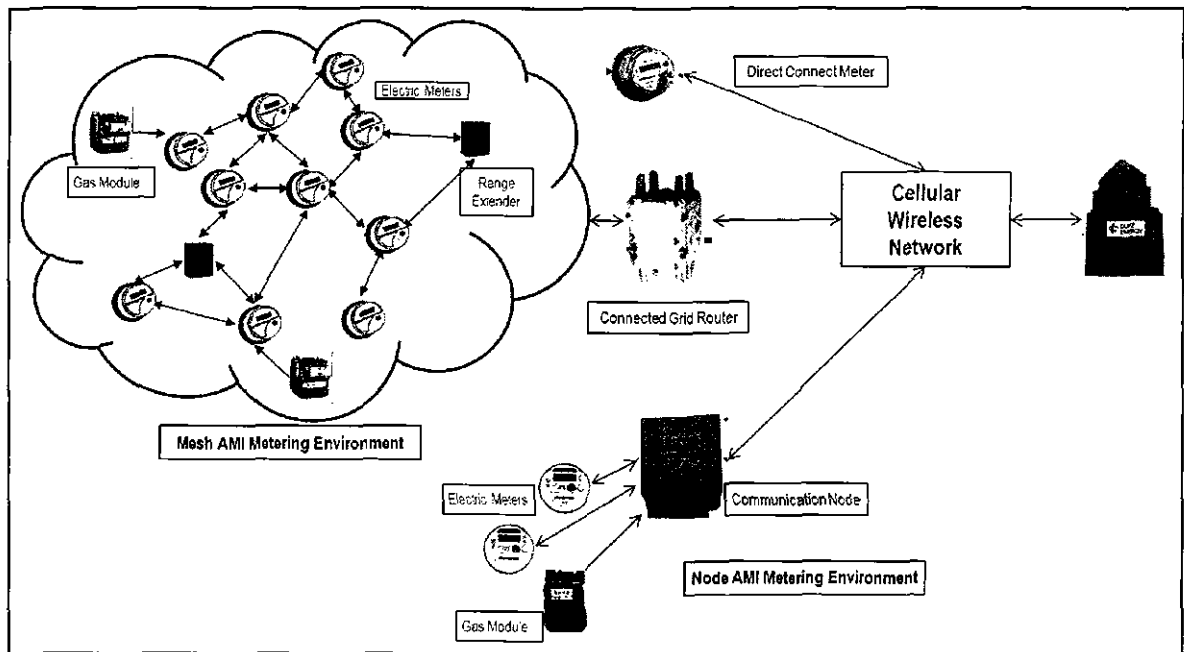 Electric Meters
Gas Module
Range
Extender
Mesh AMI Metering Environment
Direct Connect Meter
Cellular
Wireless
Network
Connected Grid Router
Electric Meters
Communication Node
Node AMI Metering Environment
Gas Module